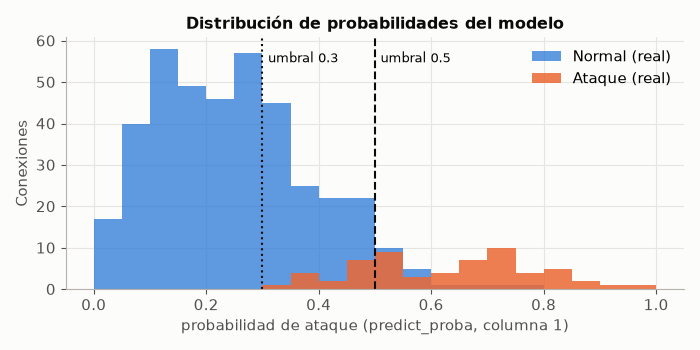 Distribución de probabilidades del modelo
umbral 0.3
umbral 0.5
Normal (real)
Ataque (real)
Conexiones
60
50
40
30
20
10
0
0.0 0.2 0.4 0.6 0.8 1.0
probabilidad de ataque (predict_proba, columna 1)